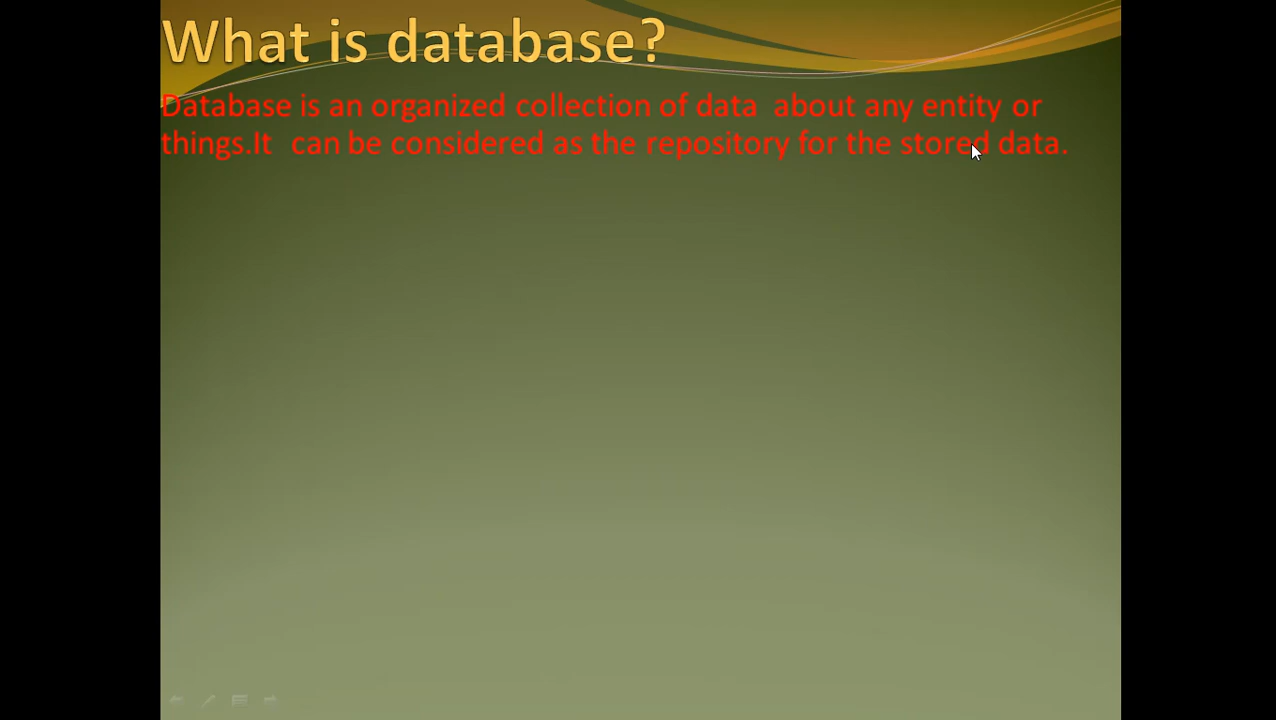 What is database?
Database is an organized collection of data  about any entity or
things.It  can be considered as the repository for the stored data.